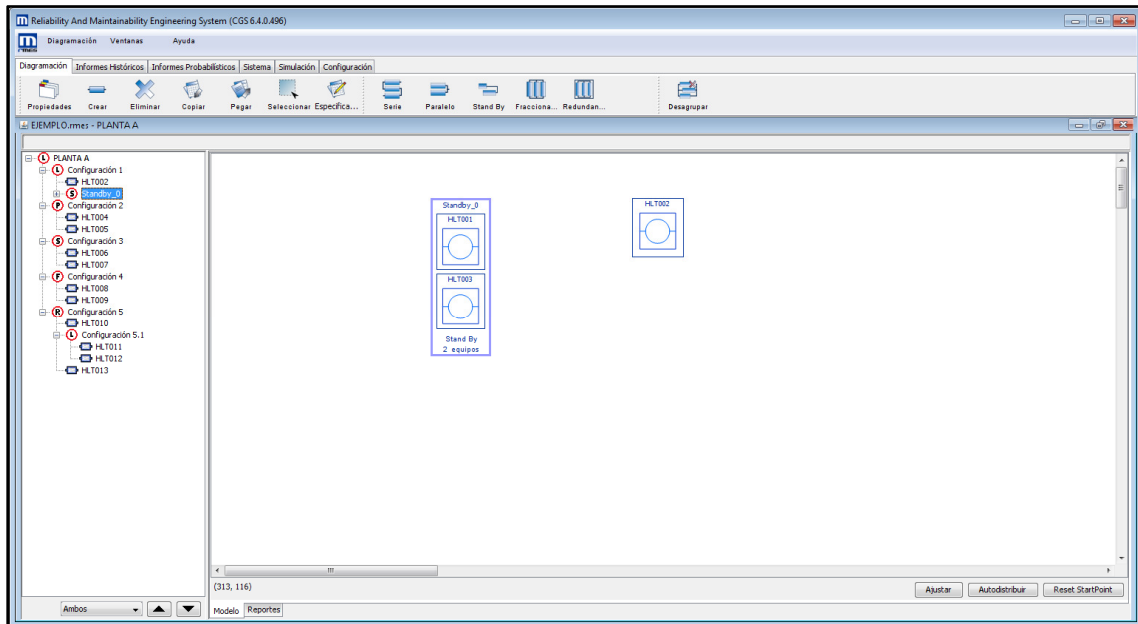 Reliability And Maintainability Engineering System (CGS 6.4.0.496)
Diagramación Ventanas Ayuda
Diagramación Informes Históricos Informes Probabilísticos Sistema Simulación Configuración
Propiedades Crear Eliminar Copiar Pegar Seleccionar Especifica... Serie Paralelo Stand By Fracciona... Redundan... Desagrupar
EJEMPLO.rmes - PLANTA A
L PLANTA A
L Configuración 1
HLT002
S Standby_0
P Configuración 2
HLT004
HLT005
S Configuración 3
HLT006
HLT007
F Configuración 4
HLT008
HLT009
R Configuración 5
HLT010
L Configuración 5.1
HLT011
HLT012
HLT013
Standby_0
HLT001
HLT003
Stand By
2 equipos
HLT002
(313, 116)
Ajustar Autodistribuir Reset StartPoint
Ambos
Modelo Reportes